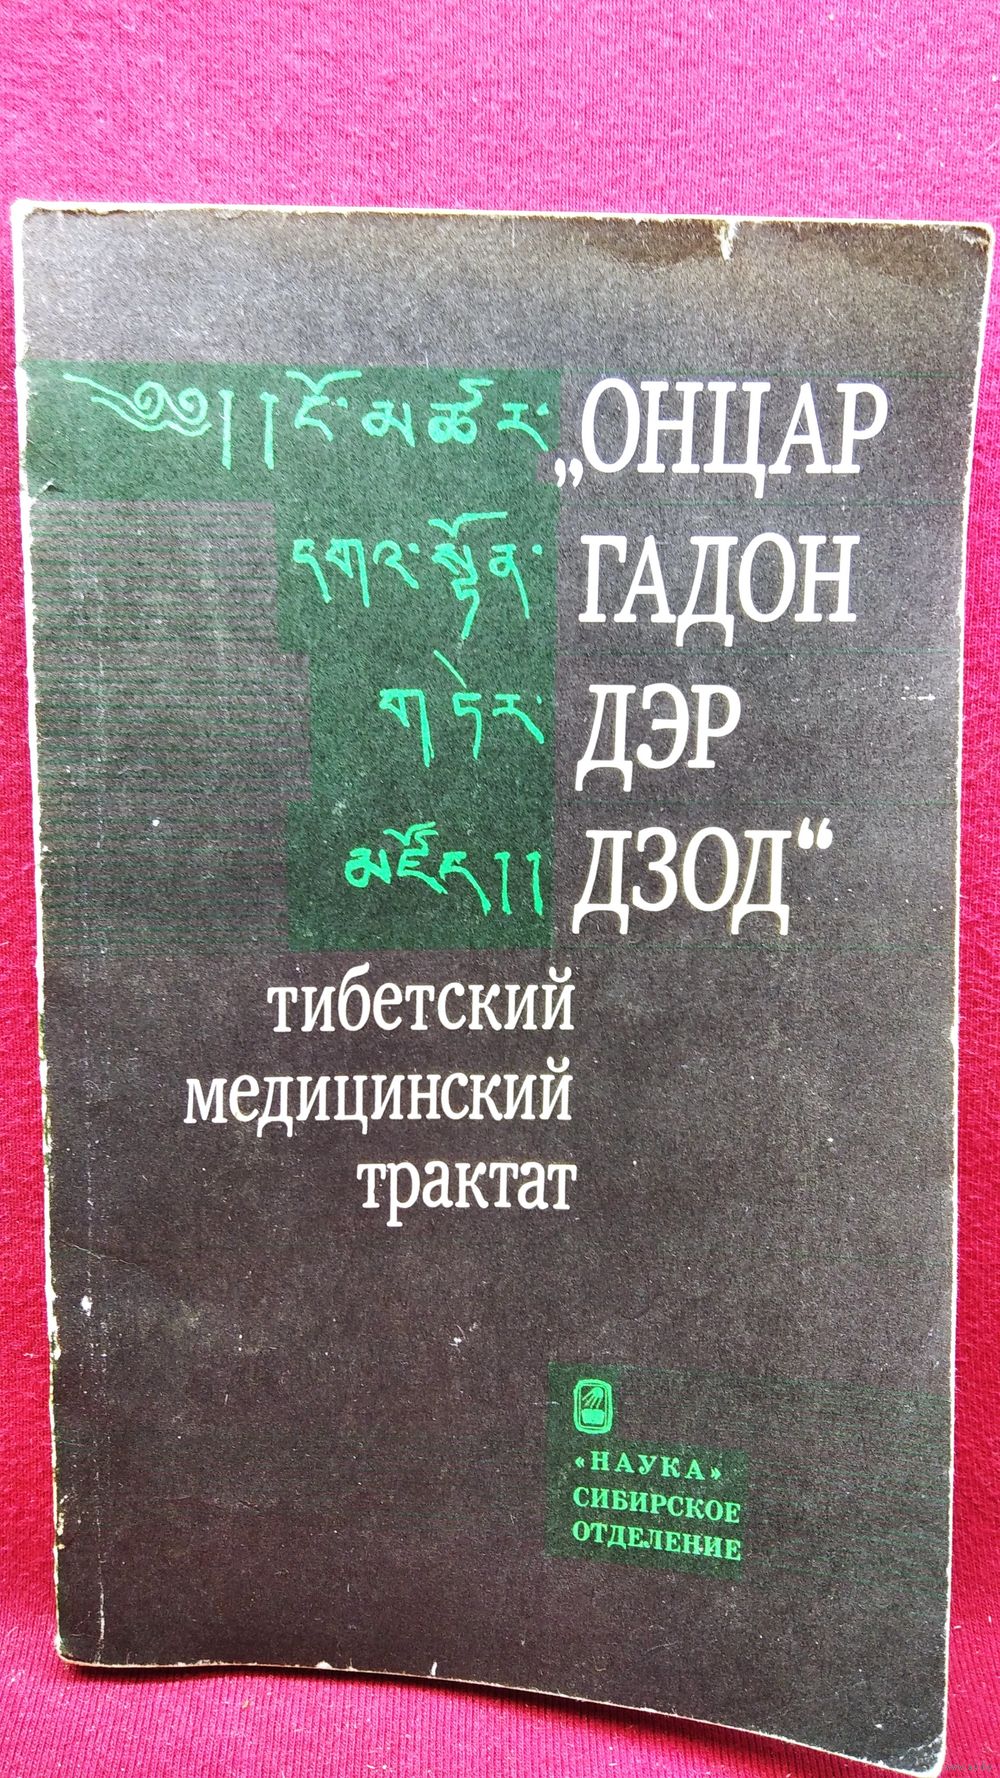 ༄༅།།ངོ་མཚར་ „ОНЦАР
དགའ་སྟོན་ ГАДОН
གཏེར་ ДЭР
མཛོད།། ДЗОД“
тибетский
медицинский
трактат
«НАУКА»
СИБИРСКОЕ
ОТДЕЛЕНИЕ